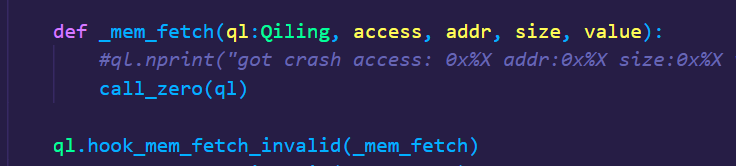 def _mem_fetch(ql:Qiling, access, addr, size, value):
#ql.nprint("got crash access: 0x%X addr:0x%X size:0x%X
call_zero(ql)
ql.hook_mem_fetch_invalid(_mem_fetch)